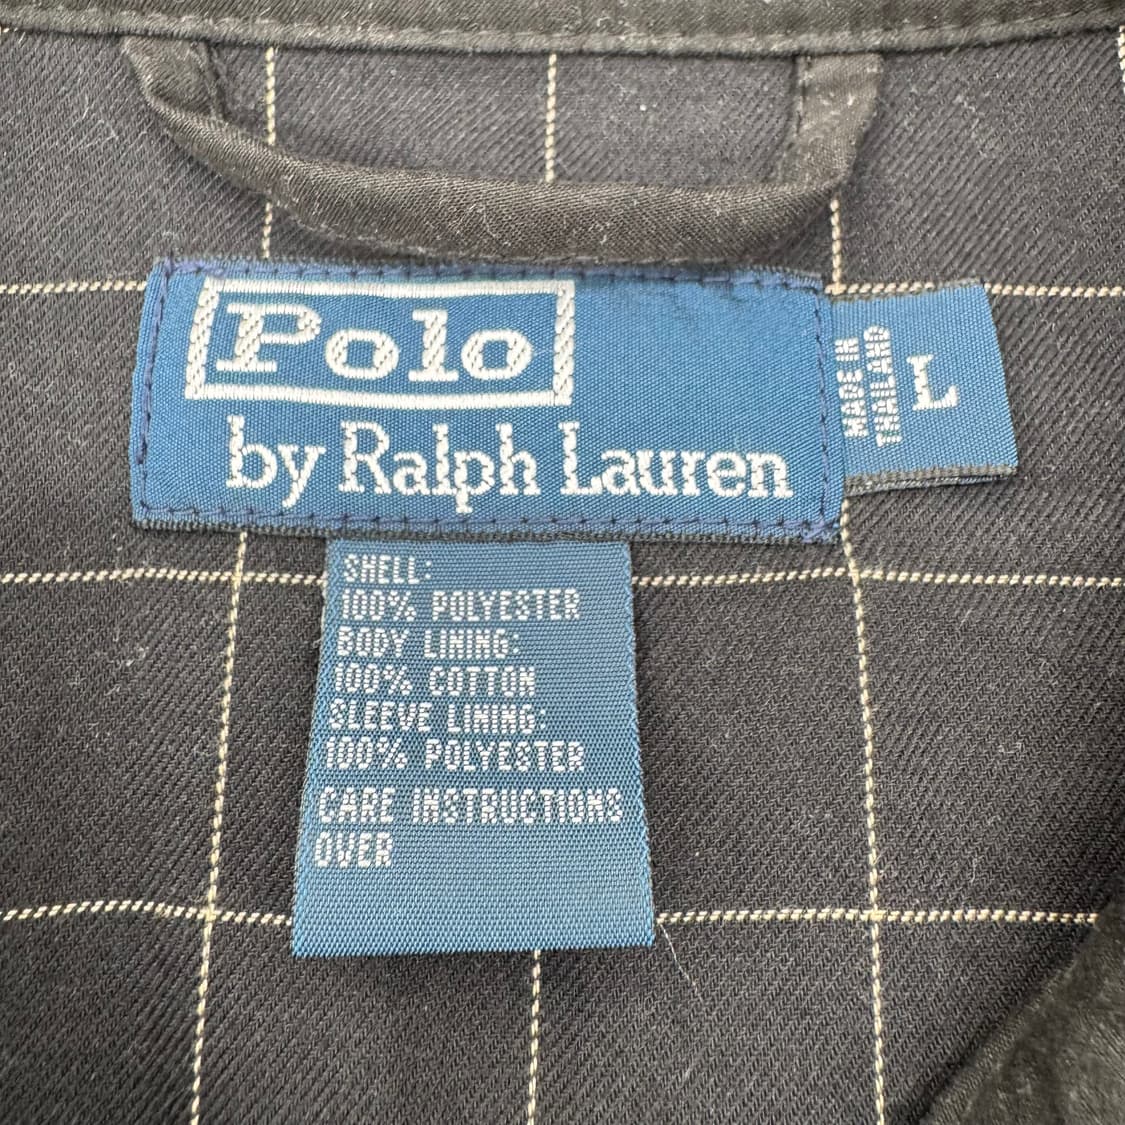 Polo
by Ralph Lauren
MADE IN
THAILAND
L
SHELL:
100% POLYESTER
BODY LINING:
100% COTTON
SLEEVE LINING:
100% POLYESTER
CARE INSTRUCTIONS
OVER